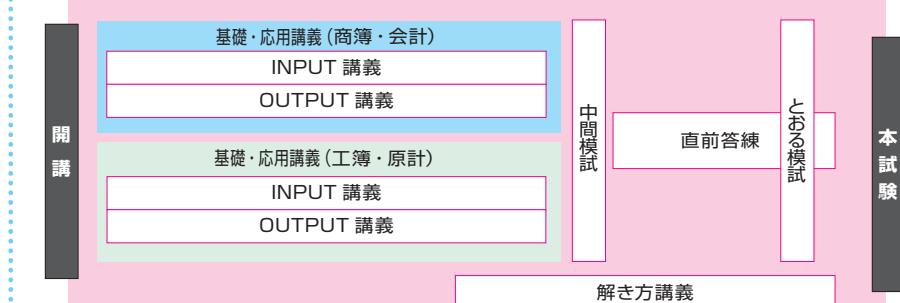 開講
基礎・応用講義(商簿・会計)
INPUT 講義
OUTPUT 講義
基礎・応用講義(工簿・原計)
INPUT 講義
OUTPUT 講義
中間模試
直前答練
とおる模試
解き方講義
本試験